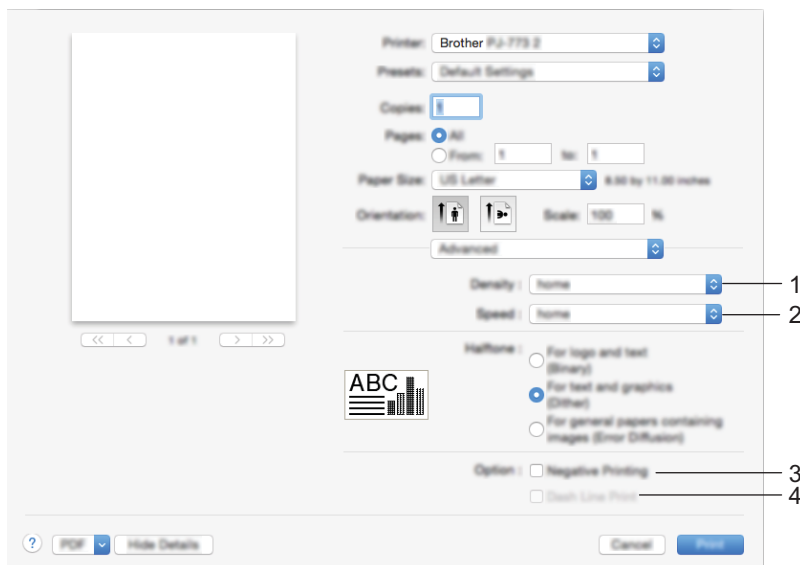 Printer: Brother PJ-773 2
Presets: Default Settings
Copies: 1
Pages: All
From: 1 to: 1
Paper Size: US Letter 8.50 by 11.00 inches
Orientation: Scale: 100 %
Advanced
Density : home 1
Speed : home 2
<< < 1 of 1 > >>
Halftone : For logo and text
(Binary)
ABC
For text and graphics
(Dither)
For general papers containing
images (Error Diffusion)
Option : Negative Printing 3
Dash Line Print 4
? PDF Hide Details Cancel Print